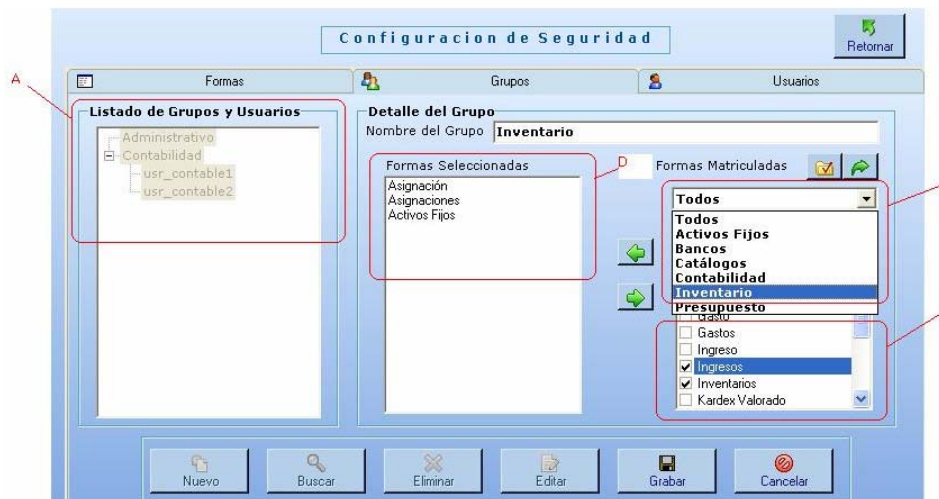 Configuracion de Seguridad
Retornar
A
Formas
Grupos
Usuarios
Listado de Grupos y Usuarios
Administrativo
Contabilidad
usr_contable1
usr_contable2
Detalle del Grupo
Nombre del Grupo Inventario
Formas Seleccionadas
D
Asignación
Asignaciones
Activos Fijos
Formas Matriculadas
Todos
Todos
Activos Fijos
Bancos
Catálogos
Contabilidad
Inventario
Presupuesto
Gasto
Gastos
Ingreso
Ingresos
Inventarios
Kardex Valorado
Nuevo
Buscar
Eliminar
Editar
Grabar
Cancelar